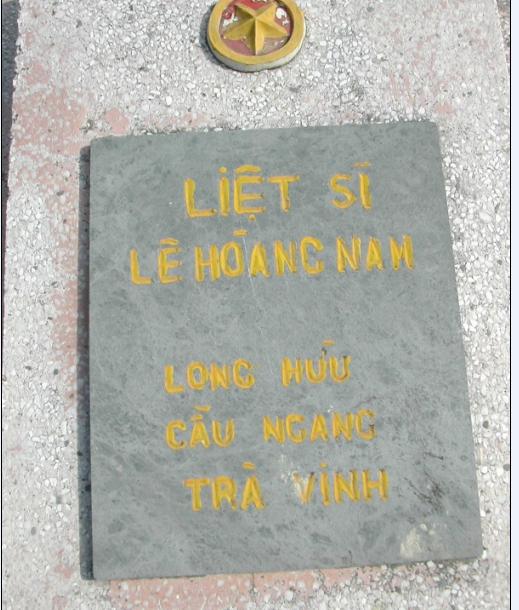 LIỆT SĨ
LÊ HOÀNG NAM
LONG HỮU
CẦU NGANG
TRÀ VINH